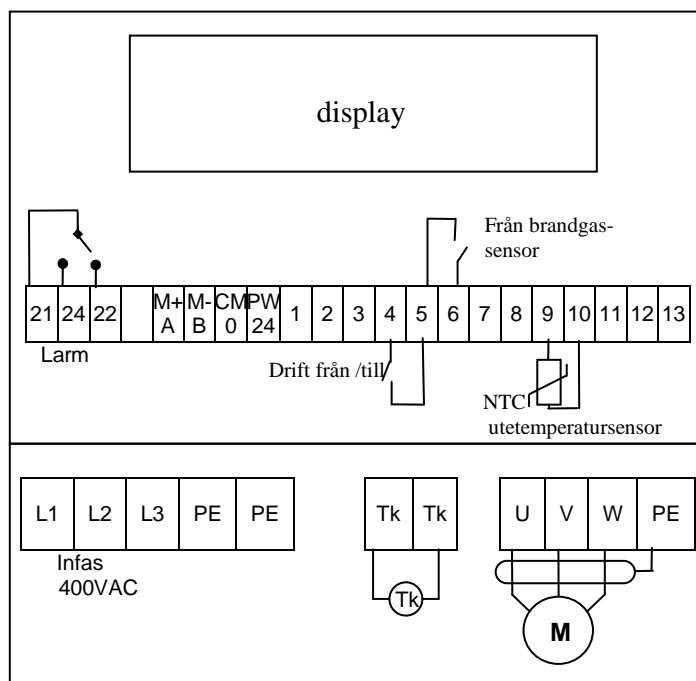 display
Från brandgas-
sensor
21 24 22 M+ A M- B CM 0 PW 24 1 2 3 4 5 6 7 8 9 10 11 12 13
Larm
Drift från /till
NTC
utetemperatursensor
L1 L2 L3 PE PE Tk Tk U V W PE
Infas
400VAC
Tk
M